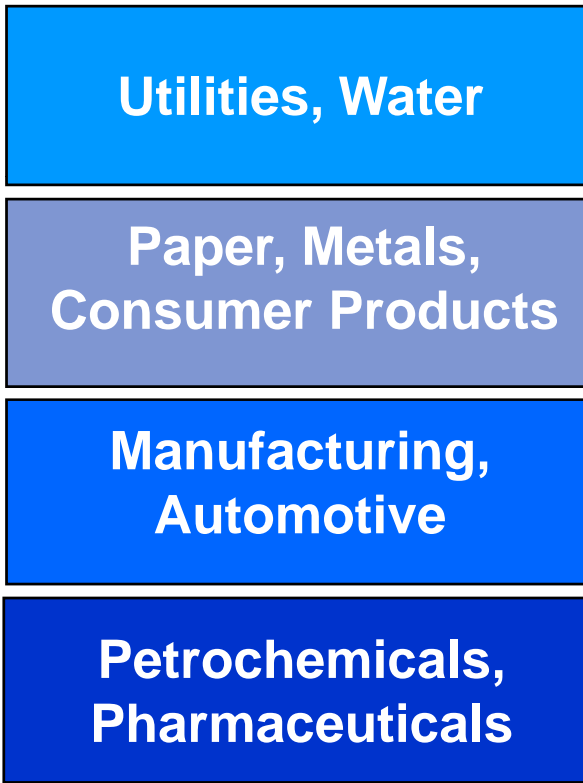 Utilities, Water
Paper, Metals,
Consumer Products
Manufacturing,
Automotive
Petrochemicals,
Pharmaceuticals